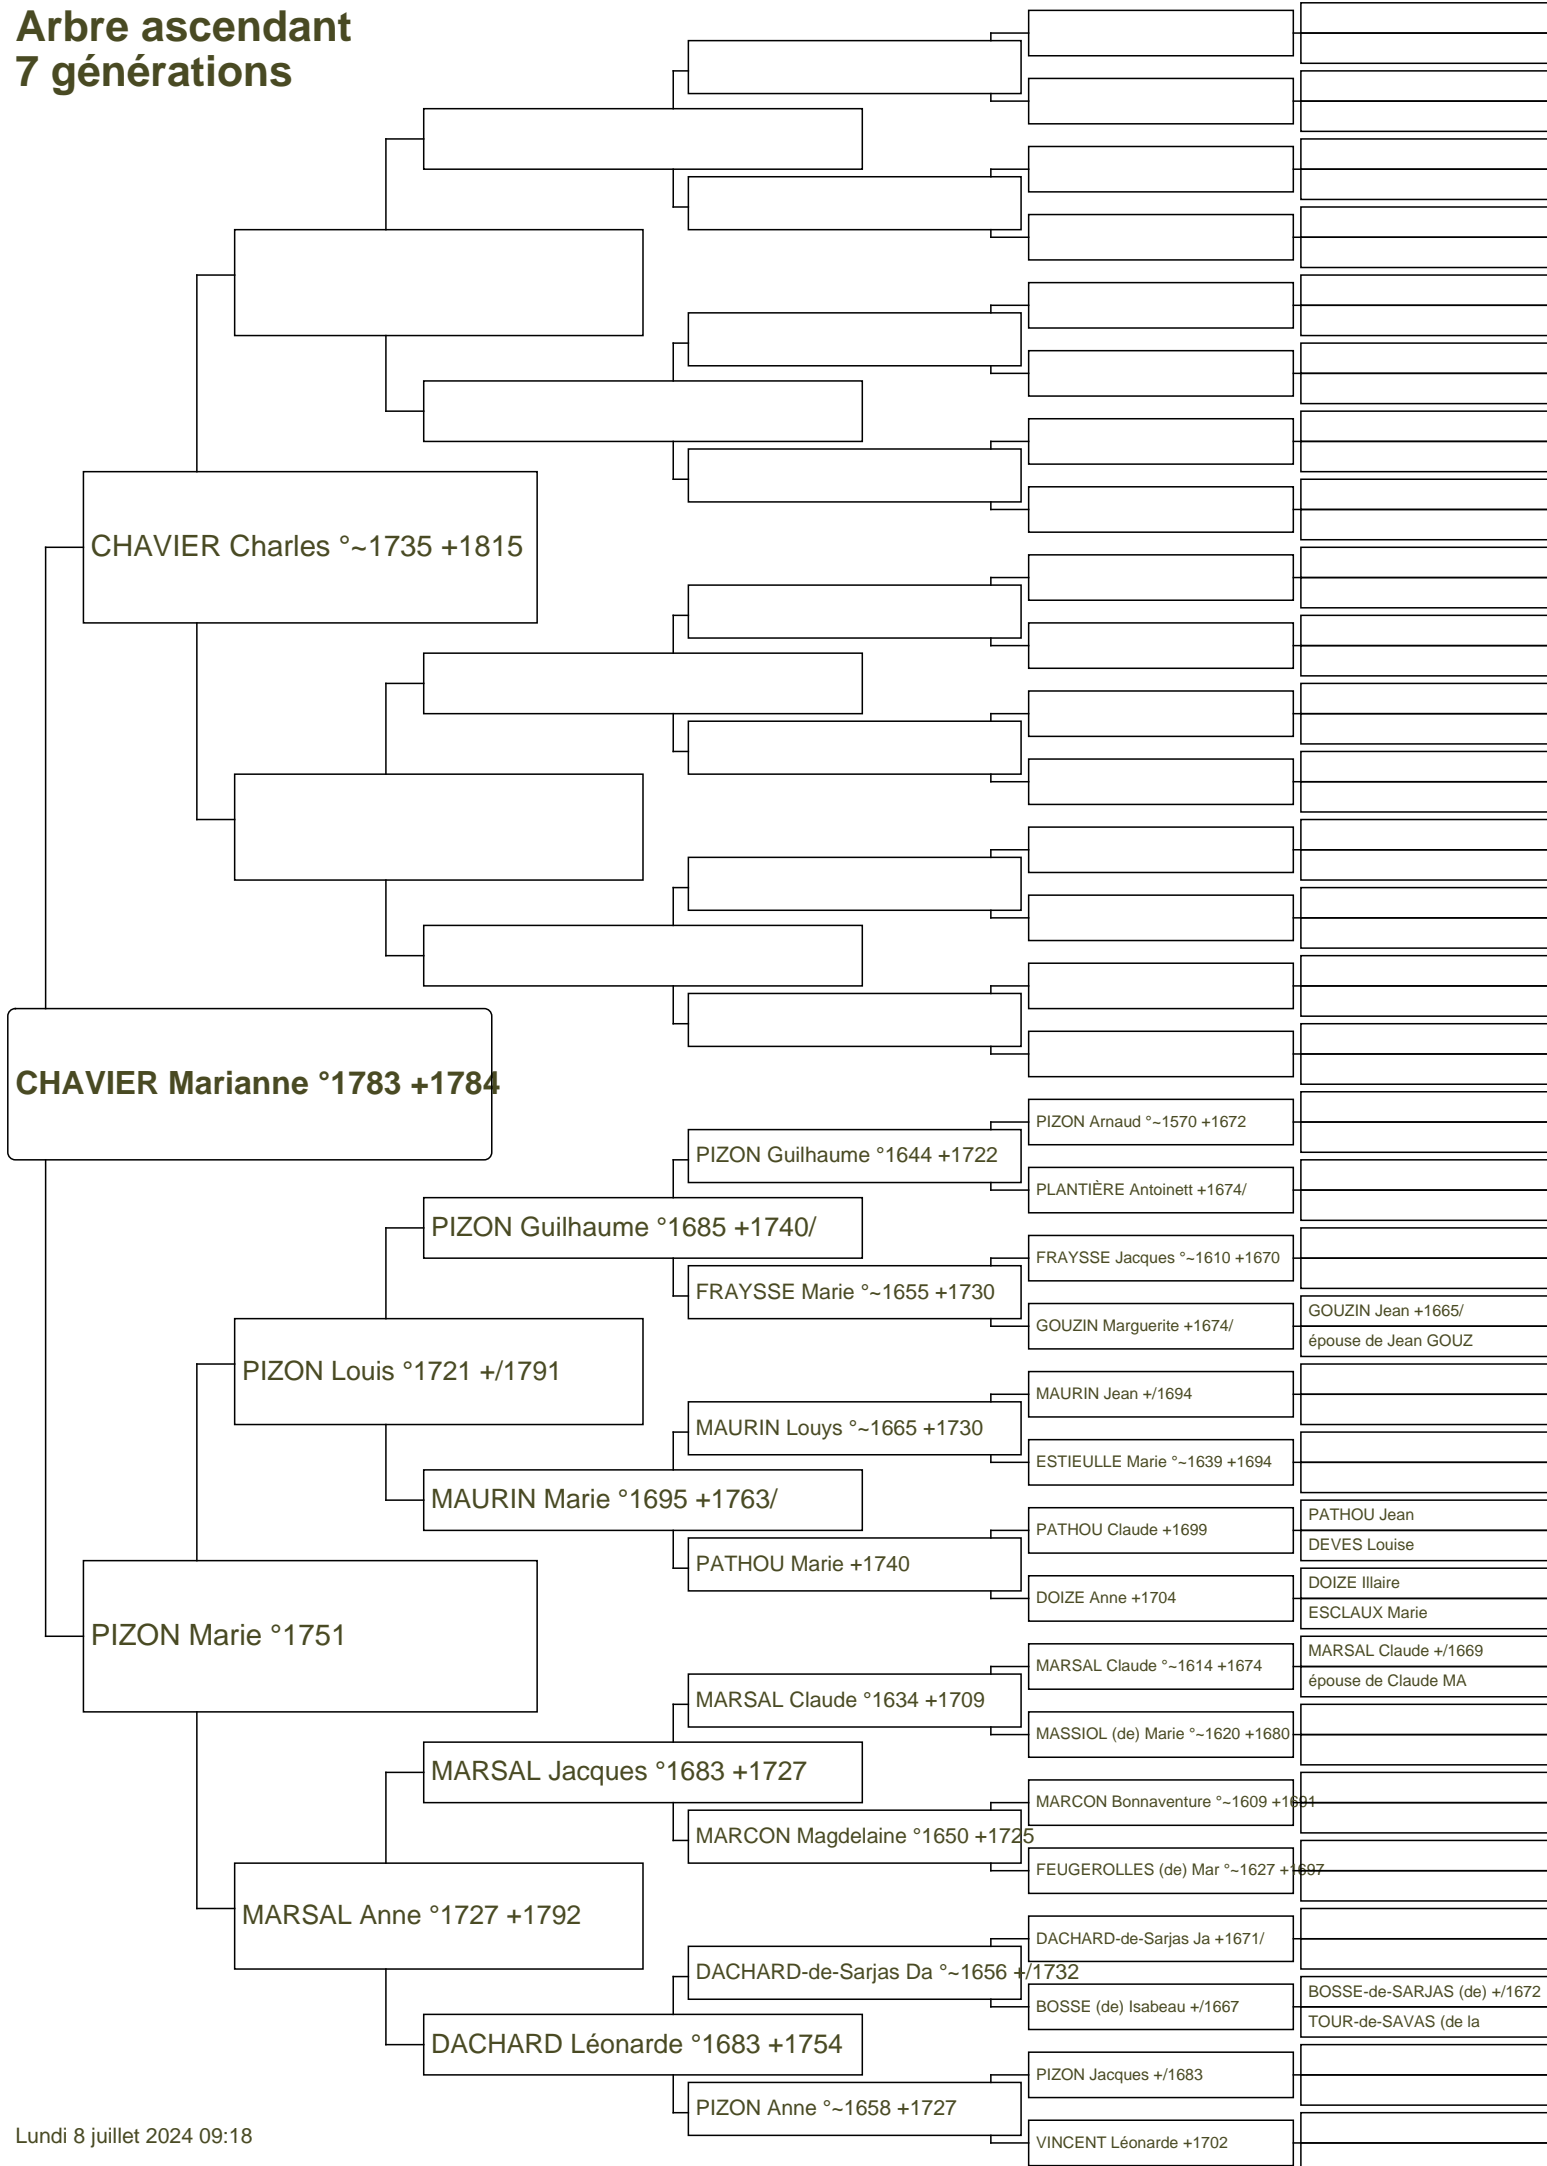 Arbre ascendant
7 générations
CHAVIER Charles °~1735 +1815
CHAVIER Marianne °1783 +1784
PIZON Arnaud °~1570 +1672
PIZON Guilhaume °1644 +1722
PLANTIÈRE Antoinett +1674/
PIZON Guilhaume °1685 +1740/
FRAYSSE Jacques °~1610 +1670
FRAYSSE Marie °~1655 +1730
GOUZIN Jean +1665/
GOUZIN Marguerite +1674/
épouse de Jean GOUZ
PIZON Louis °1721 +/1791
MAURIN Jean +/1694
MAURIN Louys °~1665 +1730
ESTIEULLE Marie °~1639 +1694
MAURIN Marie °1695 +1763/
PATHOU Jean
PATHOU Claude +1699
DEVES Louise
PATHOU Marie +1740
DOIZE Illaire
DOIZE Anne +1704
ESCLAUX Marie
PIZON Marie °1751
MARSAL Claude +/1669
MARSAL Claude °~1614 +1674
épouse de Claude MA
MARSAL Claude °1634 +1709
MASSIOL (de) Marie °~1620 +1680
MARSAL Jacques °1683 +1727
MARCON Bonnaventure °~1609 +1691
MARCON Magdelaine °1650 +1725
FEUGEROLLES (de) Mar °~1627 +1697
MARSAL Anne °1727 +1792
DACHARD-de-Sarjas Ja +1671/
DACHARD-de-Sarjas Da °~1656 +/1732
BOSSE-de-SARJAS (de) +/1672
BOSSE (de) Isabeau +/1667
TOUR-de-SAVAS (de la
DACHARD Léonarde °1683 +1754
PIZON Jacques +/1683
PIZON Anne °~1658 +1727
VINCENT Léonarde +1702
Lundi 8 juillet 2024 09:18